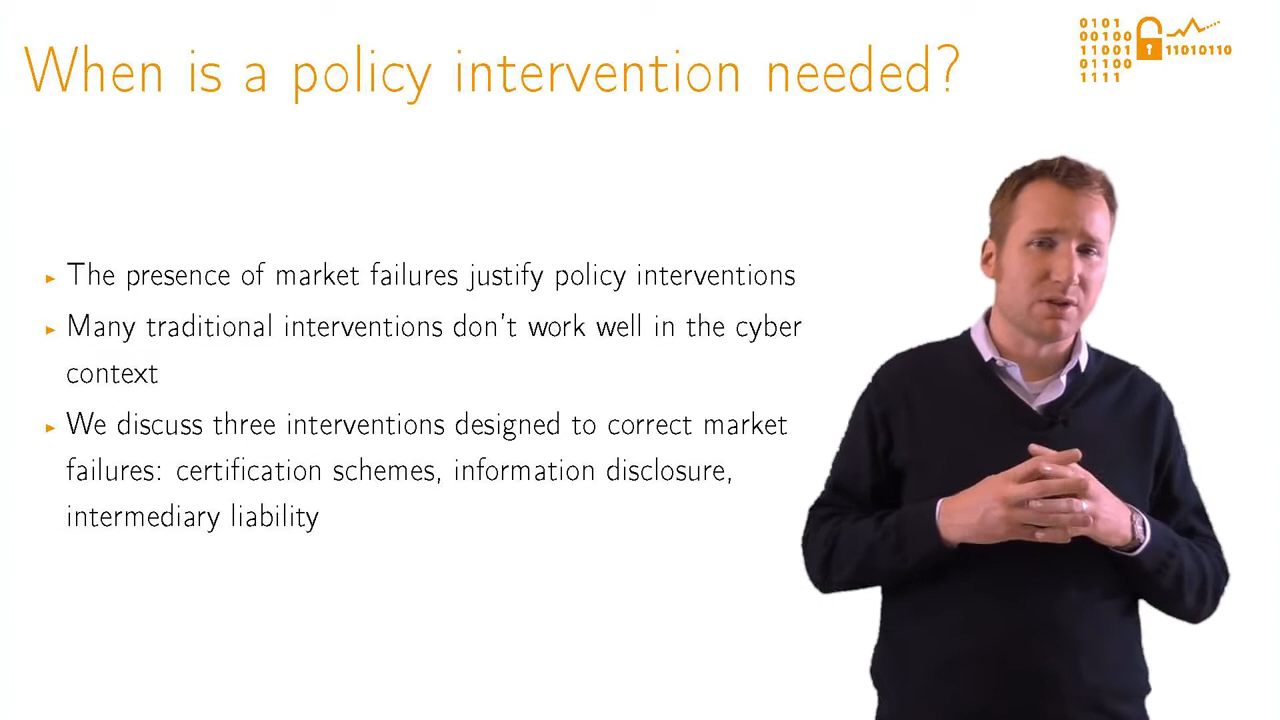 When is a policy intervention needed?
0101
00100
11001
01100
1111
11010110
▸ The presence of market failures justify policy interventions
▸ Many traditional interventions don't work well in the cyber
context
▸ We discuss three interventions designed to correct market
failures: certification schemes, information disclosure,
intermediary liability